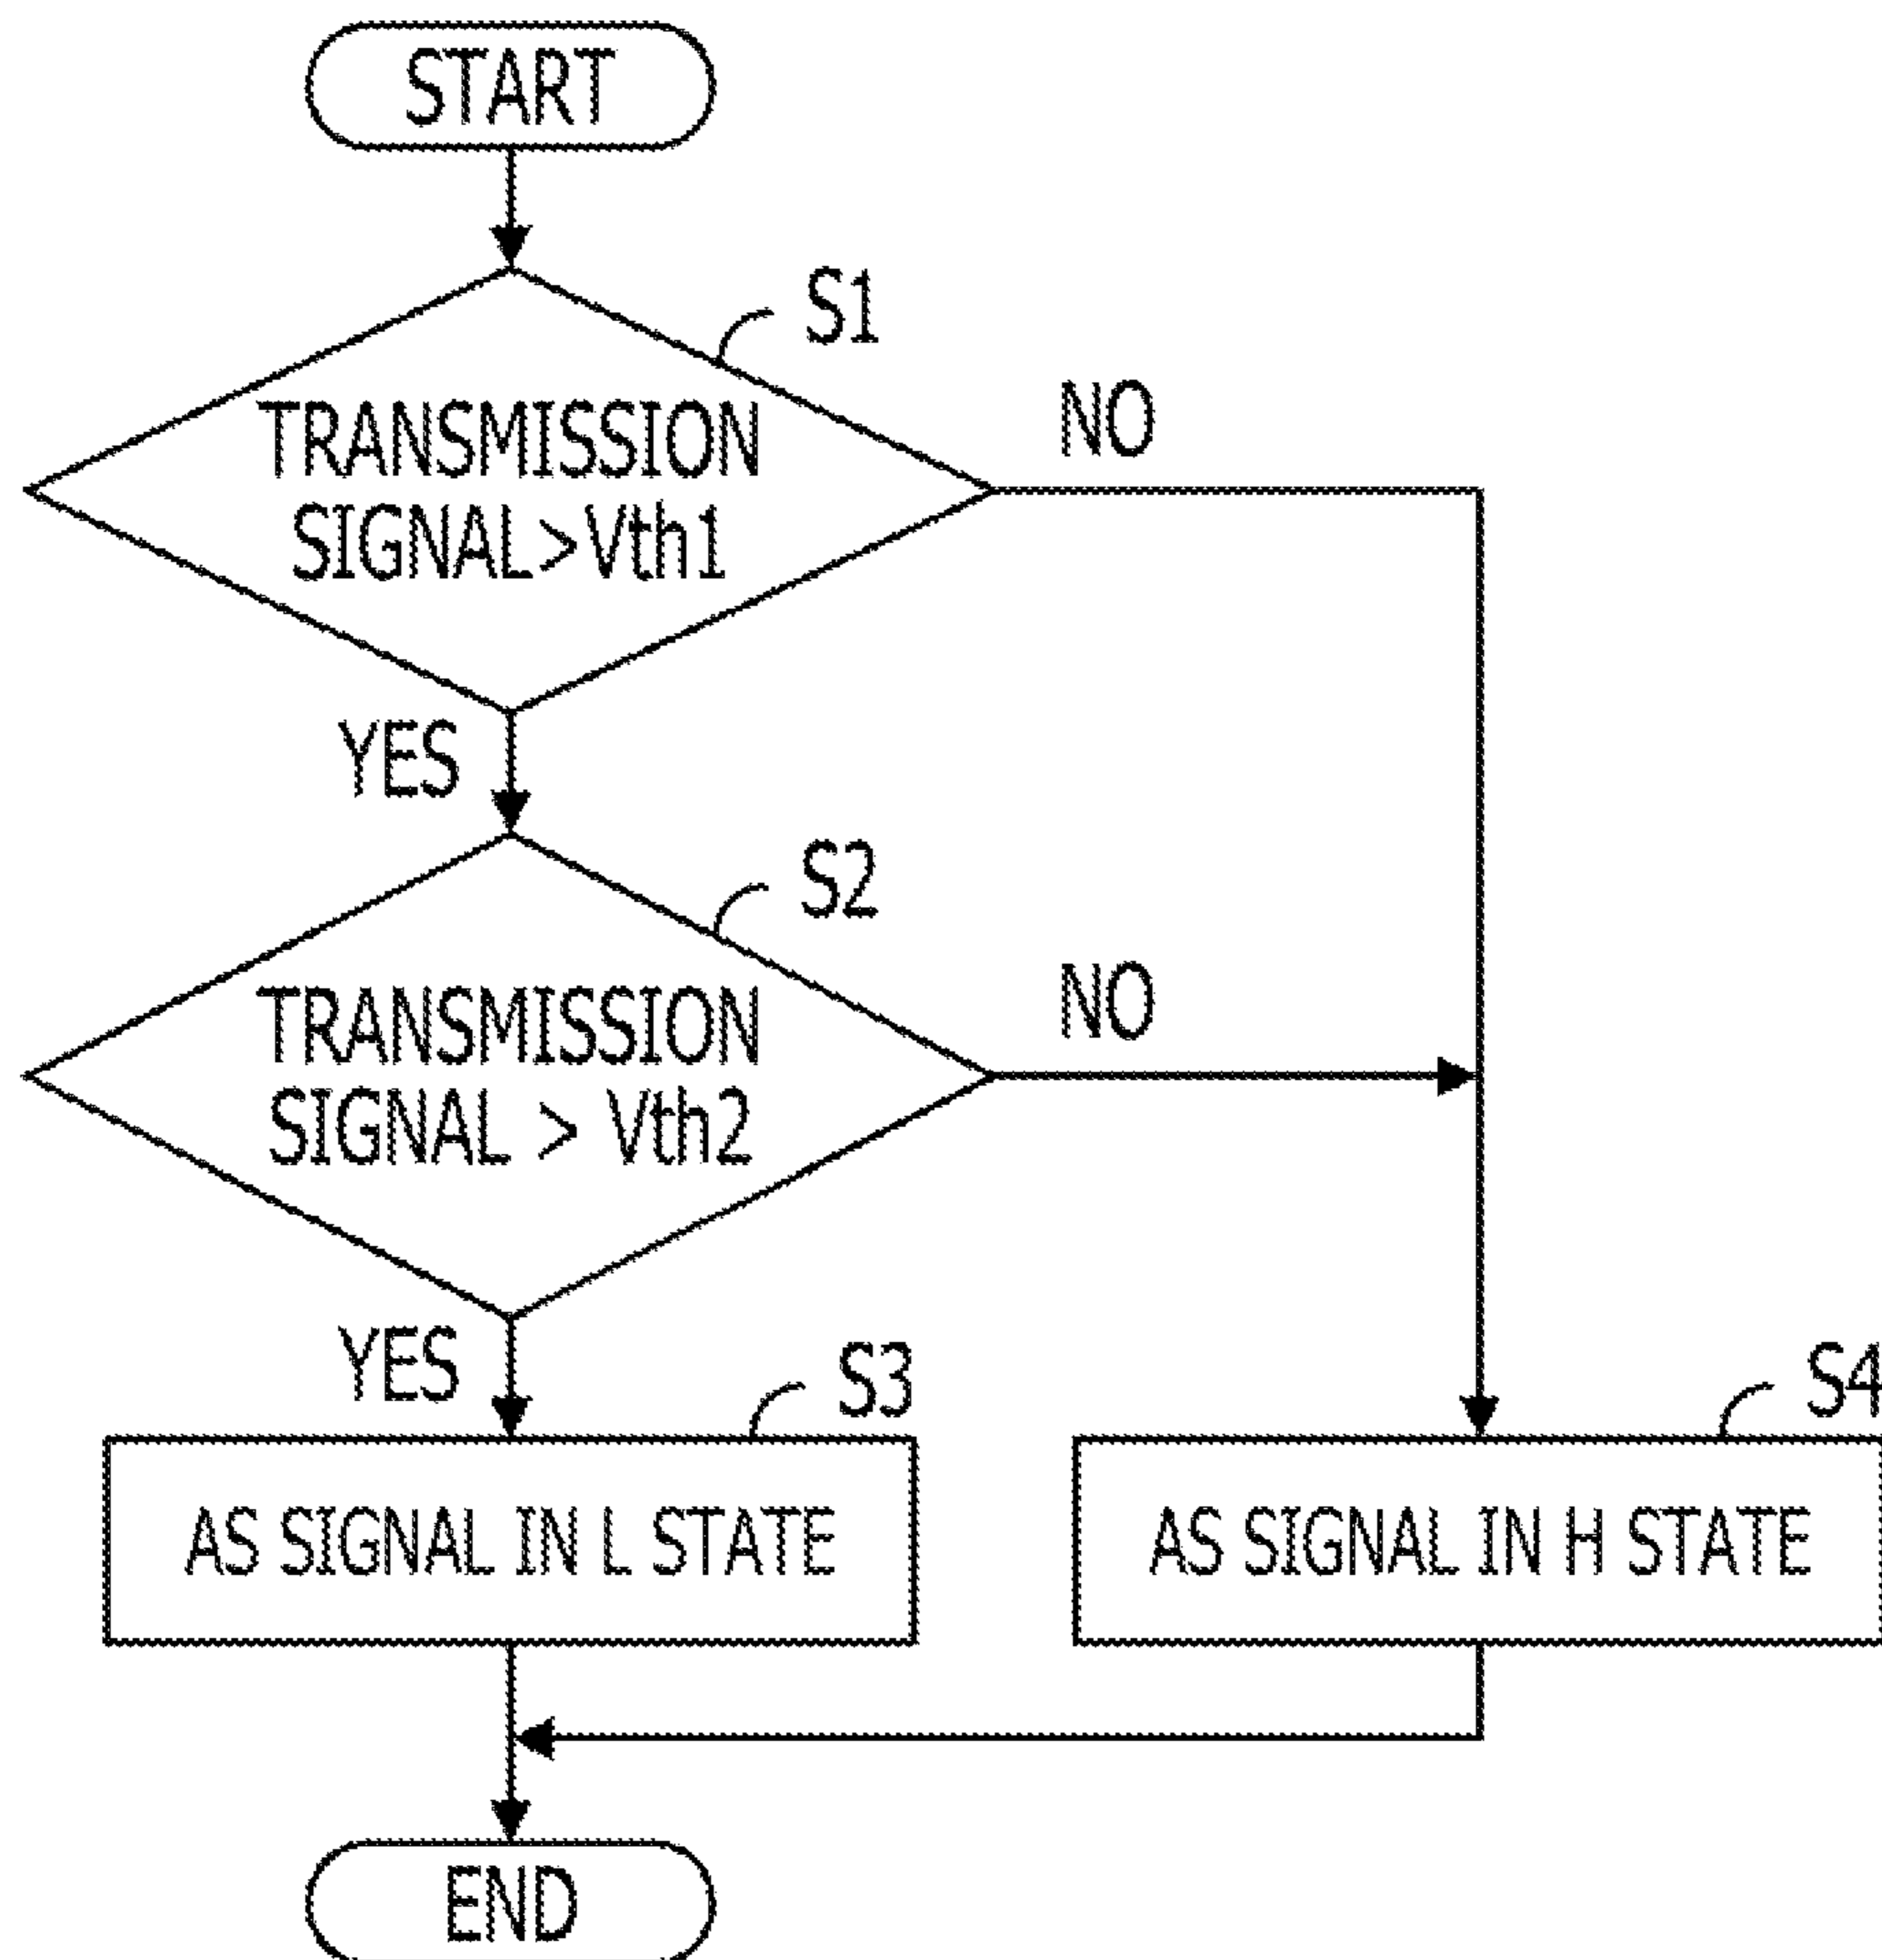 START
S1
TRANSMISSION
SIGNAL>Vth1
NO
YES
S2
TRANSMISSION
SIGNAL > Vth2
NO
YES
S3
AS SIGNAL IN L STATE
S4
AS SIGNAL IN H STATE
END